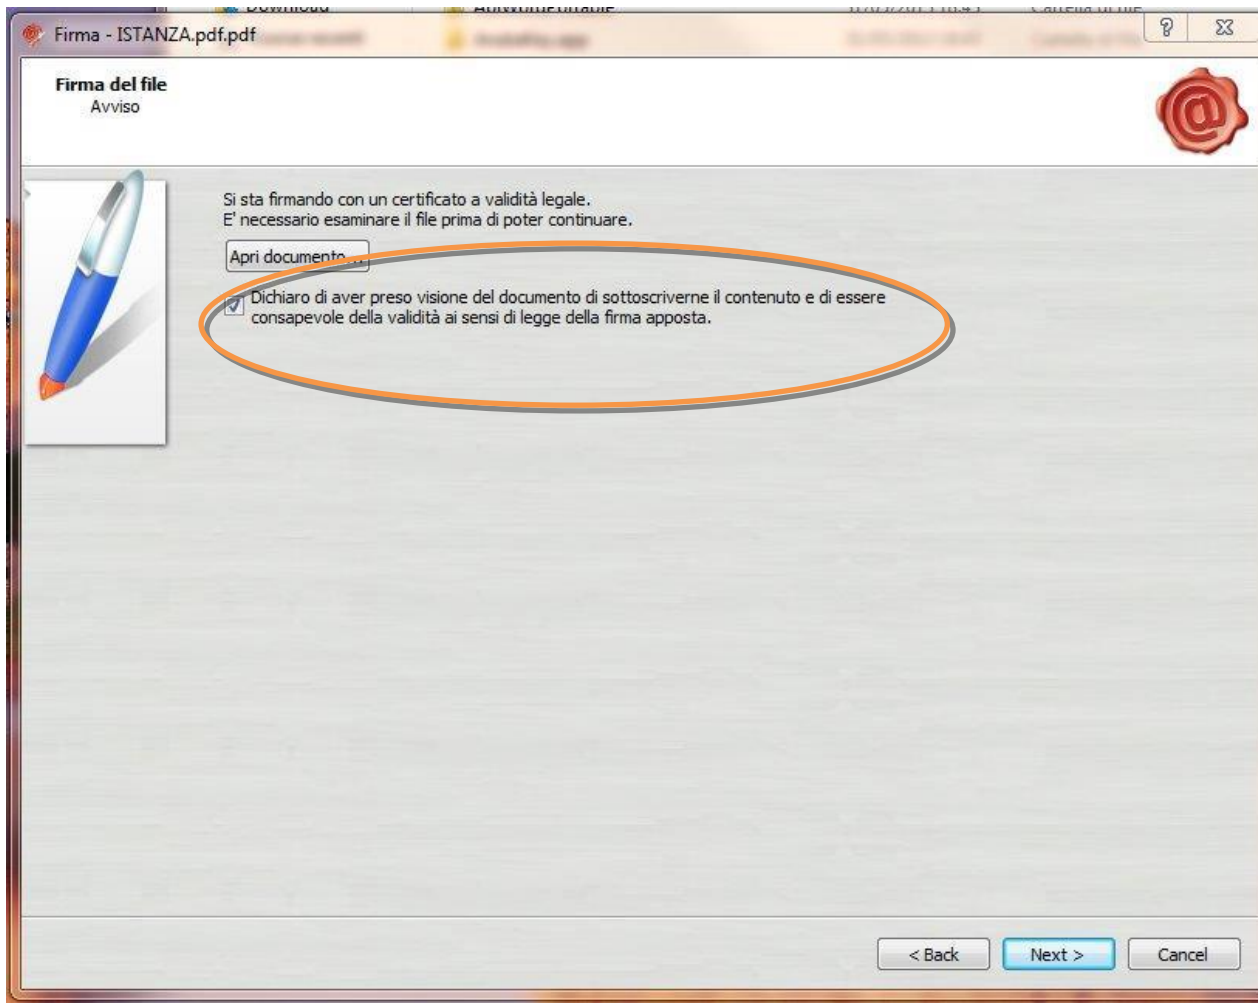 Download
Firma - ISTANZA.pdf.pdf
Firma del file
Avviso
Si sta firmando con un certificato a validità legale.
E' necessario esaminare il file prima di poter continuare.
Apri documento...
Dichiaro di aver preso visione del documento di sottoscriverne il contenuto e di essere
consapevole della validità ai sensi di legge della firma apposta.
< Back Next > Cancel